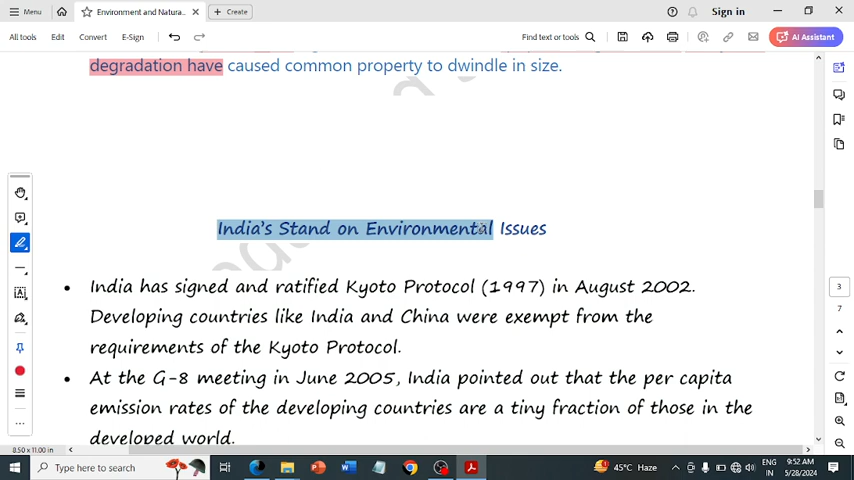 Menu
Environment and Natura...
Create
Sign in
All tools
Edit
Convert
E-Sign
Find text or tools
AI Assistant
degradation have caused common property to dwindle in size.
India's Stand on Environmental Issues
• India has signed and ratified Kyoto Protocol (1997) in August 2002.
Developing countries like India and China were exempt from the
requirements of the Kyoto Protocol.
• At the G-8 meeting in June 2005, India pointed out that the per capita
emission rates of the developing countries are a tiny fraction of those in the
developed world.
3
7
8.50 x 11.00 in
Type here to search
45°C Haze
ENG
IN
9:52 AM
5/28/2024